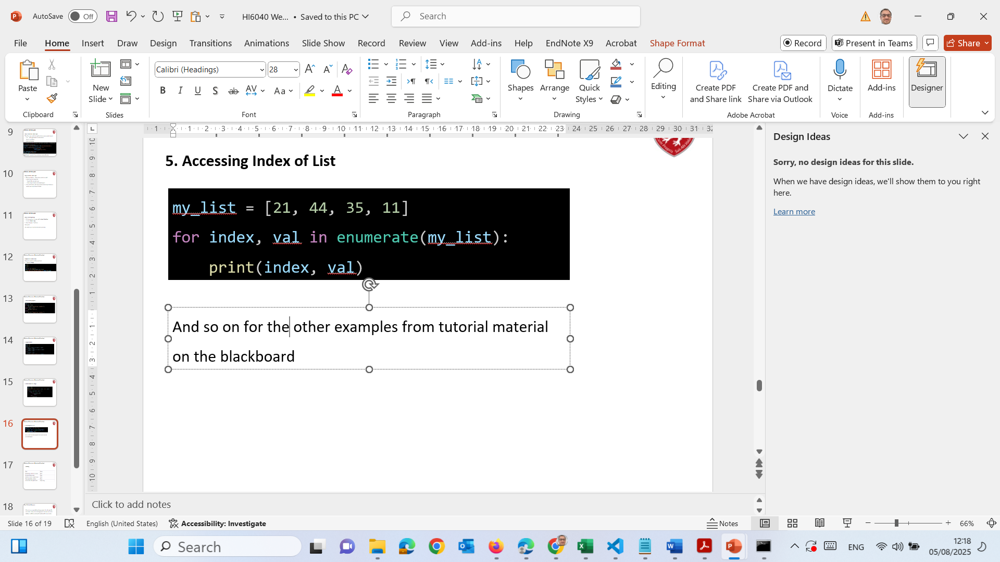 AutoSave Off HI6040 We... • Saved to this PC Search
File Home Insert Draw Design Transitions Animations Slide Show Record Review View Add-ins Help EndNote X9 Acrobat Shape Format Record Present in Teams Share
Paste
New
Slide
Calibri (Headings) 28
B I U S ab AV Aa A
Shapes Arrange Quick
Styles
Editing
Create PDF
and Share link
Create PDF and
Share via Outlook
Dictate Add-ins Designer
Clipboard Slides Font Paragraph Drawing Adobe Acrobat Voice Add-ins
9
10
11
12
13
14
15
16
17
18
5. Accessing Index of List
my_list = [21, 44, 35, 11]
for index, val in enumerate(my_list):
print(index, val)
And so on for the other examples from tutorial material
on the blackboard
Design Ideas
Sorry, no design ideas for this slide.
When we have design ideas, we'll show them to you right
here.
Learn more
Click to add notes
Slide 16 of 19 English (United States) Accessibility: Investigate Notes 66%
Search ENG 12:18
05/08/2025